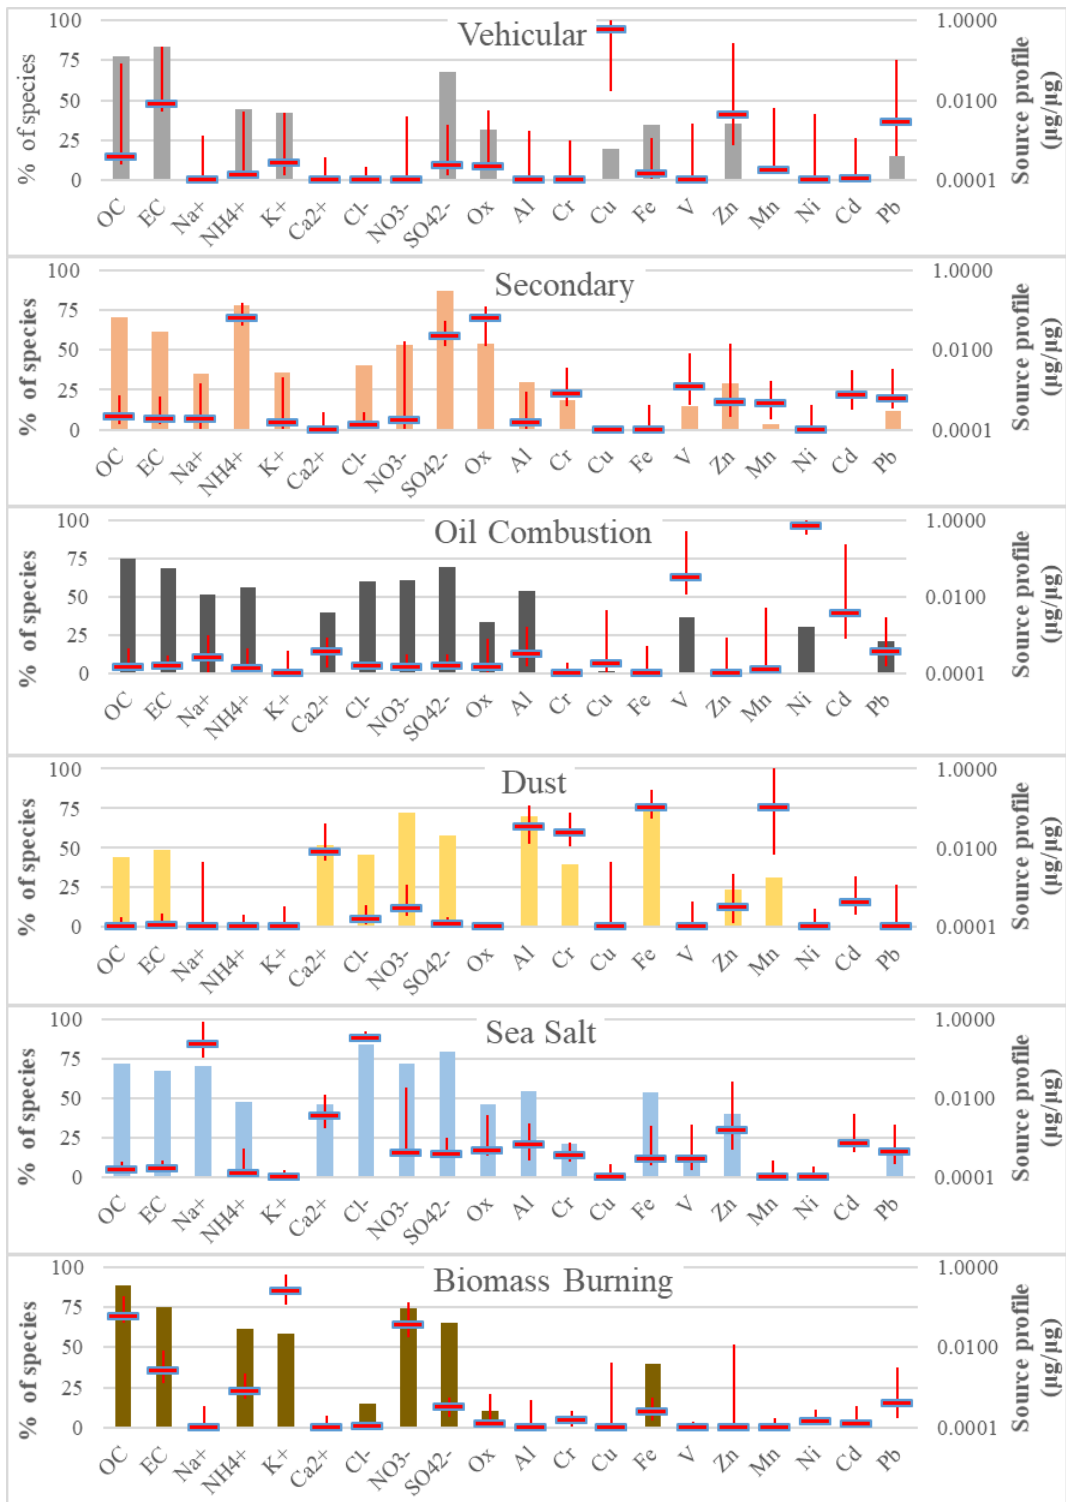 Vehicular
% of species
100
75
50
25
0
1.0000
0.0100
0.0001
Source profile
(µg/µg)
OC EC Na+ NH4+ K+ Ca2+ Cl- NO3- SO42- Ox Al Cr Cu Fe V Zn Mn Ni Cd Pb
Secondary
% of species
100
75
50
25
0
1.0000
0.0100
0.0001
Source profile
(µg/µg)
OC EC Na+ NH4+ K+ Ca2+ Cl- NO3- SO42- Ox Al Cr Cu Fe V Zn Mn Ni Cd Pb
Oil Combustion
% of species
100
75
50
25
0
1.0000
0.0100
0.0001
Source profile
(µg/µg)
OC EC Na+ NH4+ K+ Ca2+ Cl- NO3- SO42- Ox Al Cr Cu Fe V Zn Mn Ni Cd Pb
Dust
% of species
100
75
50
25
0
1.0000
0.0100
0.0001
Source profile
(µg/µg)
OC EC Na+ NH4+ K+ Ca2+ Cl- NO3- SO42- Ox Al Cr Cu Fe V Zn Mn Ni Cd Pb
Sea Salt
% of species
100
75
50
25
0
1.0000
0.0100
0.0001
Source profile
(µg/µg)
OC EC Na+ NH4+ K+ Ca2+ Cl- NO3- SO42- Ox Al Cr Cu Fe V Zn Mn Ni Cd Pb
Biomass Burning
% of species
100
75
50
25
0
1.0000
0.0100
0.0001
Source profile
(µg/µg)
OC EC Na+ NH4+ K+ Ca2+ Cl- NO3- SO42- Ox Al Cr Cu Fe V Zn Mn Ni Cd Pb